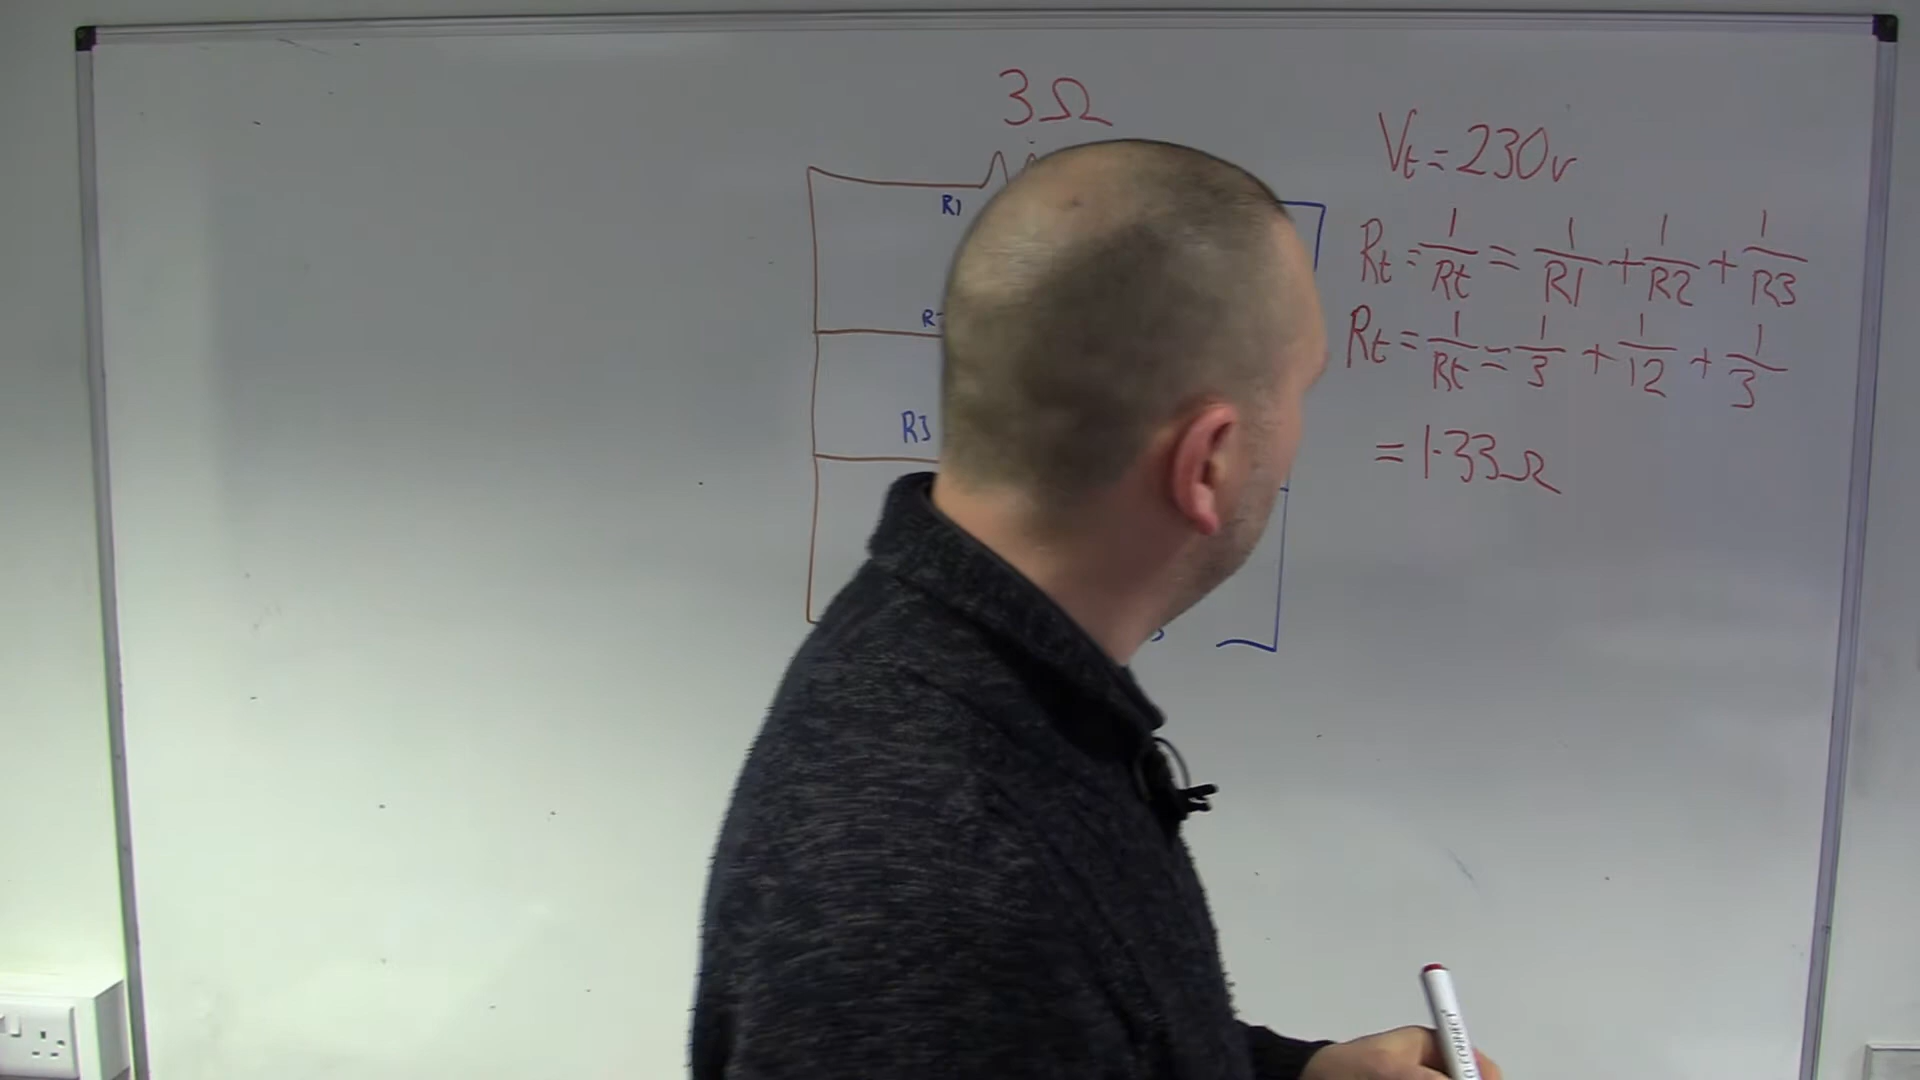 3Ω
R1
R3
Vt = 230v
Rt = 1/Rt = 1/R1 + 1/R2 + 1/R3
Rt = 1/Rt = 1/3 + 1/12 + 1/3
= 1.33Ω